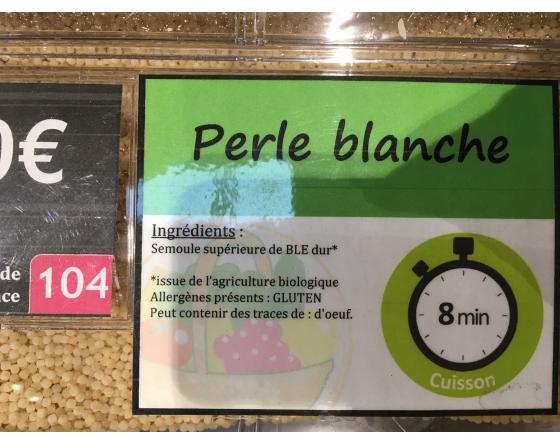 0€
de
nce
104
Perle blanche
Ingrédients :
Semoule supérieure de BLE dur*
*issue de l'agriculture biologique
Allergènes présents : GLUTEN
Peut contenir des traces de : d'oeuf.
8 min
Cuisson